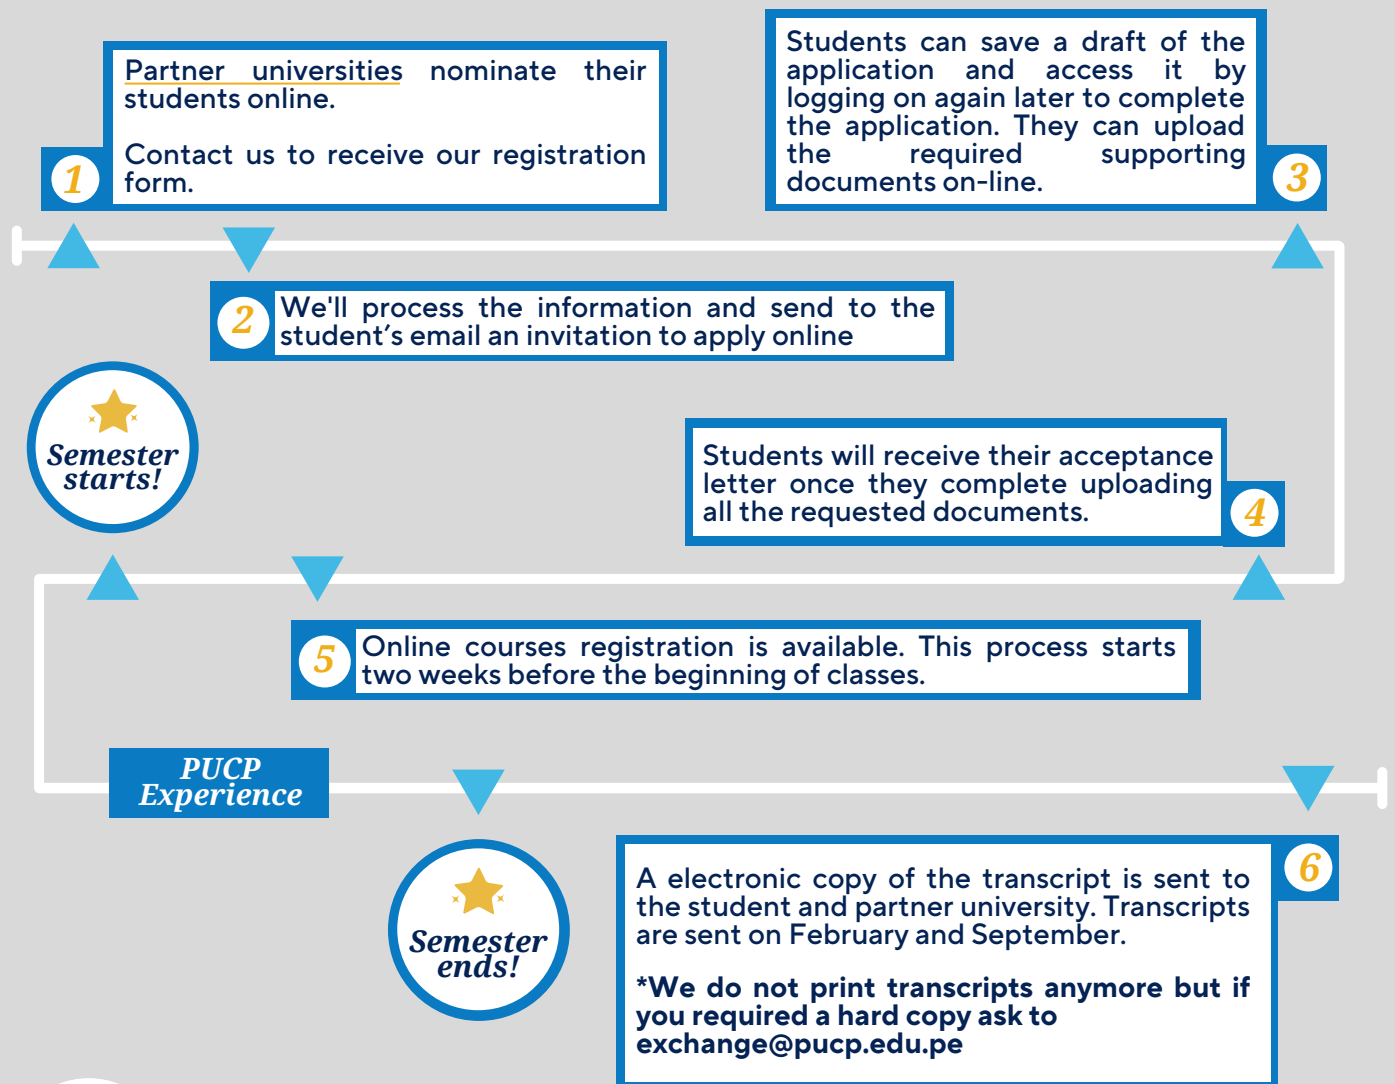 Partner universities nominate their
students online.
Contact us to receive our registration
form.
1
We'll process the information and send to the
student’s email an invitation to apply online
2
Students can save a draft of the
application and access it by
logging on again later to complete
the application. They can upload
the required supporting
documents on-line.
3
Students will receive their acceptance
letter once they complete uploading
all the requested documents.
4
Online courses registration is available. This process starts
two weeks before the beginning of classes.
5
Semester
starts!
PUCP
Experience
Semester
ends!
A electronic copy of the transcript is sent to
the student and partner university. Transcripts
are sent on February and September.
*We do not print transcripts anymore but if
you required a hard copy ask to
exchange@pucp.edu.pe
6